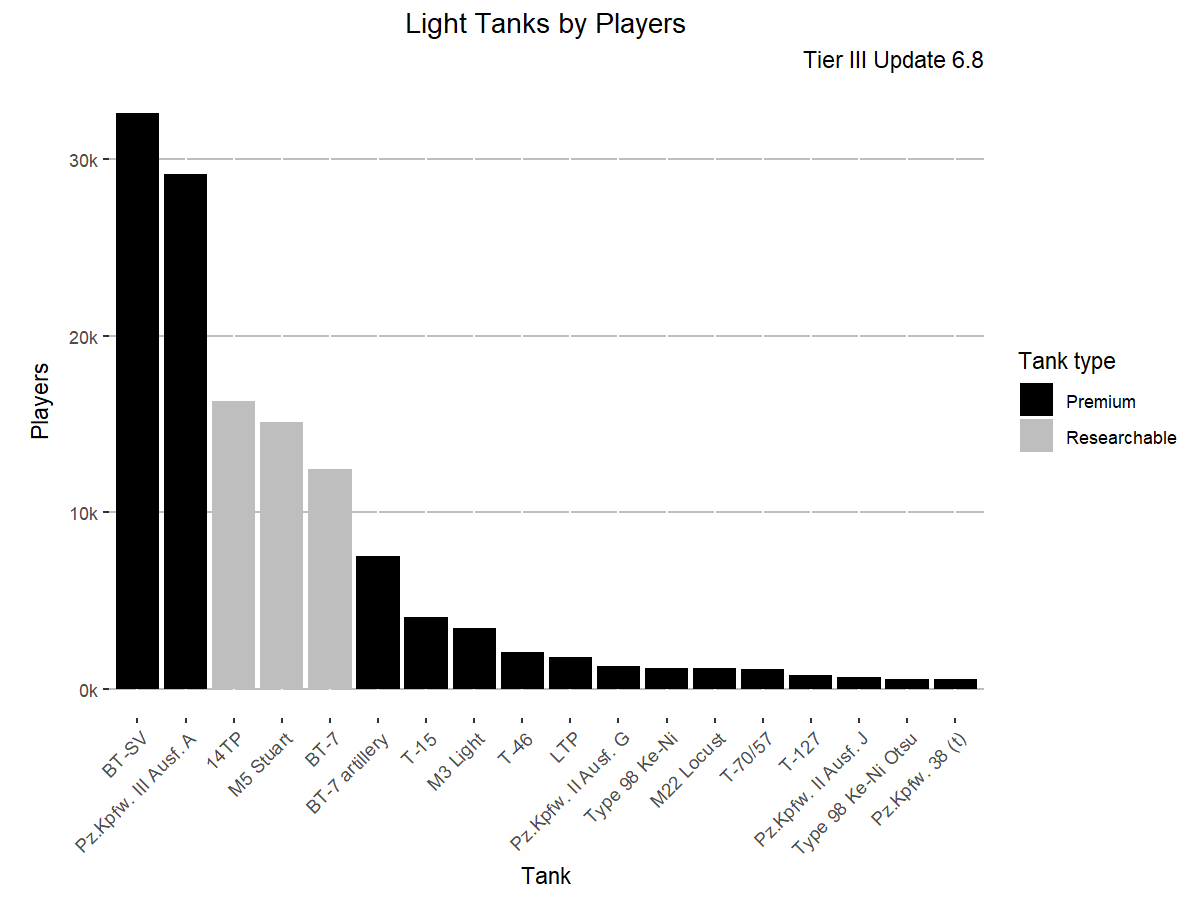 Light Tanks by Players
Tier III Update 6.8
30k
20k
10k
0k
Players
BT-SV
Pz.Kpfw. III Ausf. A
14TP
M5 Stuart
BT-7
BT-7 artillery
T-15
M3 Light
T-46
LTP
Pz.Kpfw. II Ausf. G
Type 98 Ke-Ni
M22 Locust
T-70/57
T-127
Pz.Kpfw. II Ausf. J
Type 98 Ke-Ni Otsu
Pz.Kpfw. 38 (t)
Tank
Tank type
Premium
Researchable